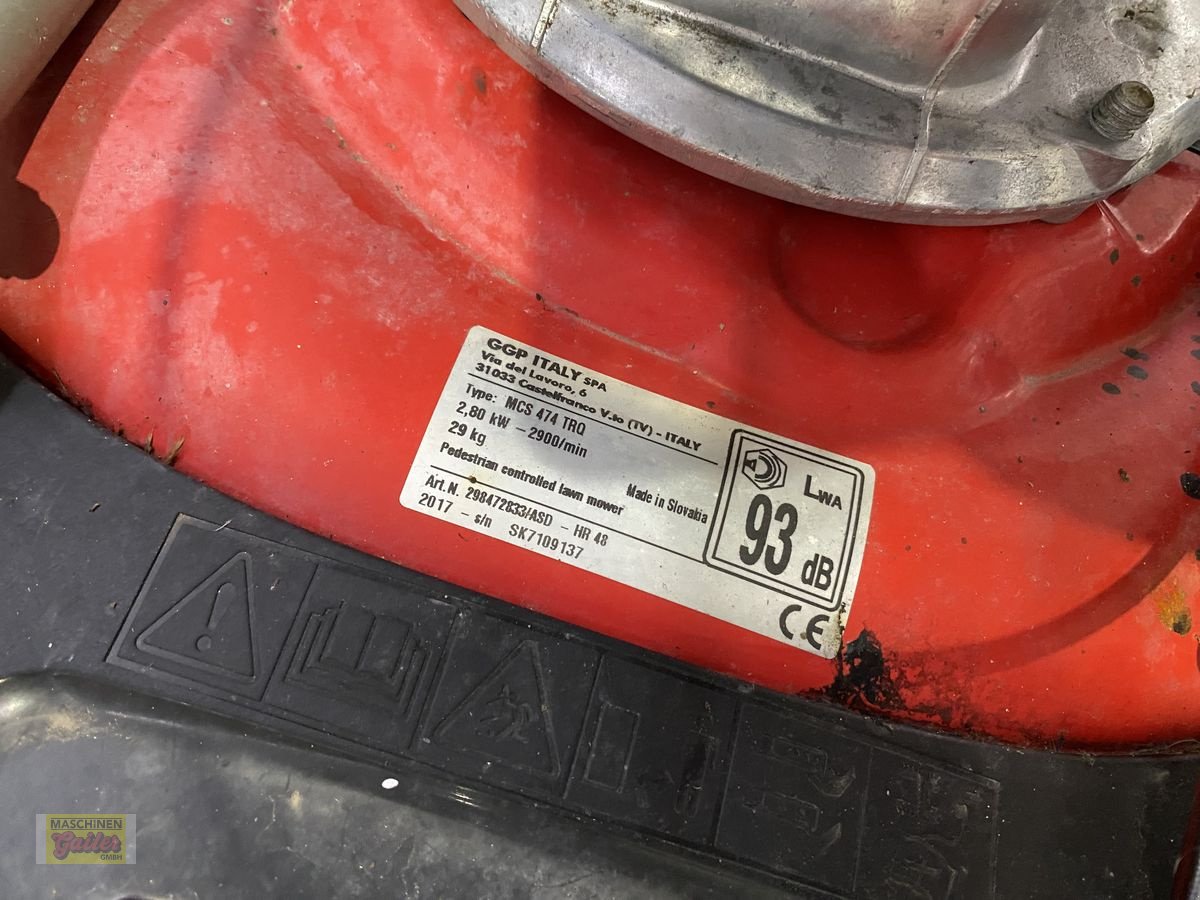 GGP ITALY SPA
Via del Lavoro, 6
31033 Castelfranco V.to (TV) - ITALY
Type: MCS 474 TRQ
2,80 kW - 2900/min
29 kg
Made in Slovakia
Pedestrian controlled lawn mower
Art.N. 298472833/ASD - HR 48
2017 - s/n SK7109137
LWA
93 dB
CE
MASCHINEN
Gailer
GMBH